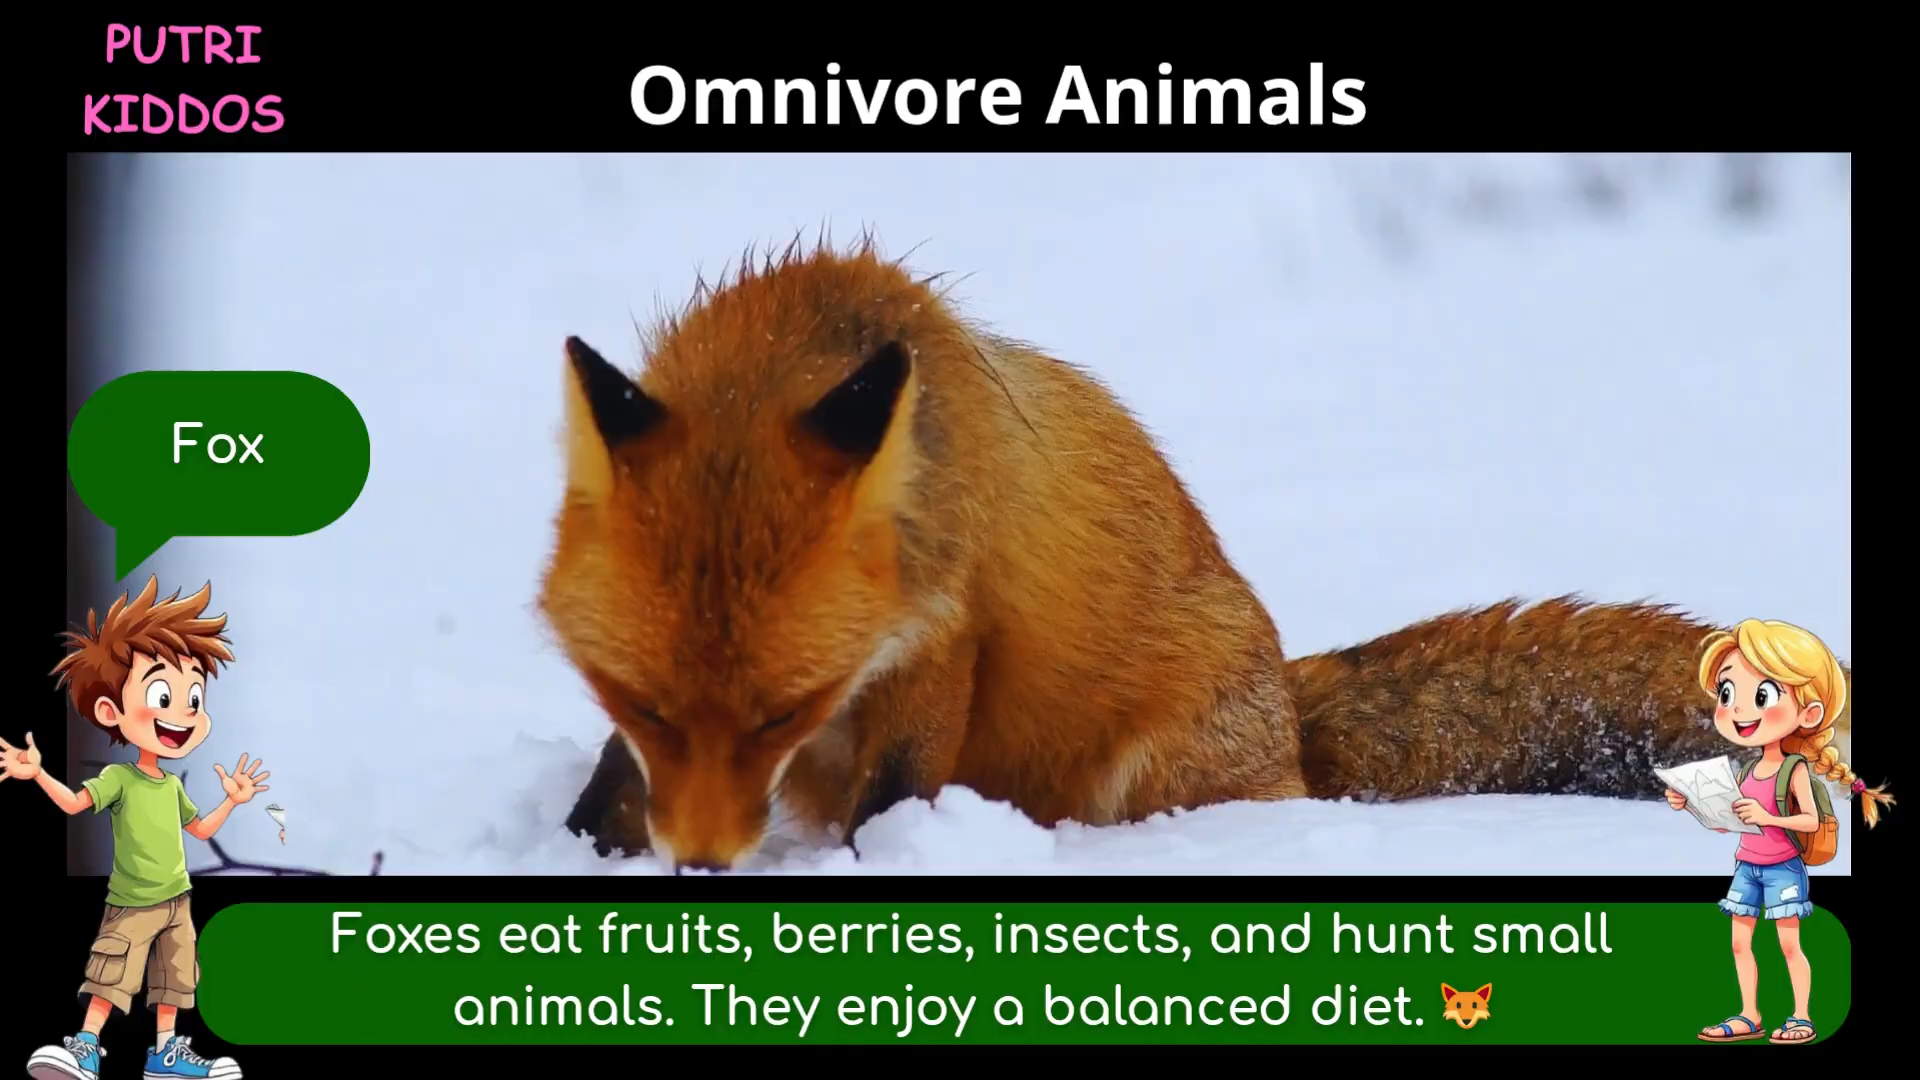 PUTRI
KIDDOS
Omnivore Animals
Fox
Foxes eat fruits, berries, insects, and hunt small
animals. They enjoy a balanced diet. 🦊